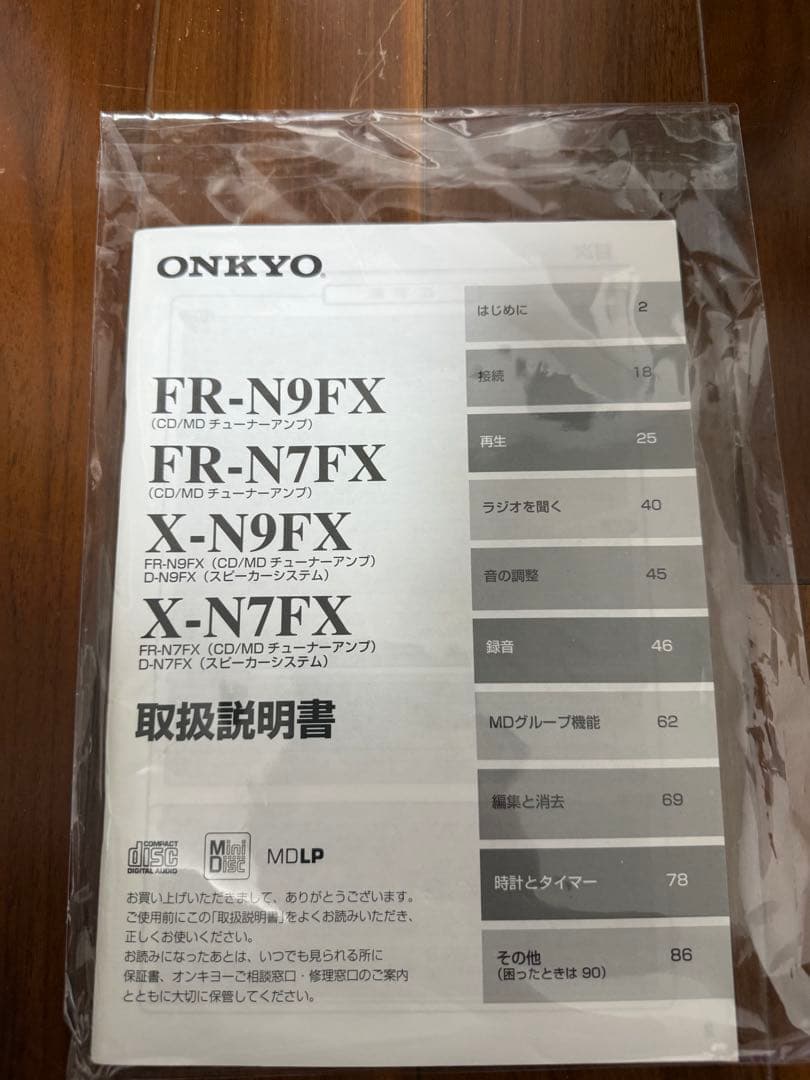 ONKYO
FR-N9FX
(CD/MD チューナーアンプ)
FR-N7FX
(CD/MD チューナーアンプ)
X-N9FX
FR-N9FX（CD/MD チューナーアンプ）
D-N9FX（スピーカーシステム）
X-N7FX
FR-N7FX（CD/MD チューナーアンプ）
D-N7FX（スピーカーシステム）
取扱説明書
COMPACT
disc
DIGITAL AUDIO
Mini
Disc
MDLP
お買い上げいただきまして、ありがとうございます。
ご使用前にこの「取扱説明書」をよくお読みいただき、
正しくお使いください。
お読みになったあとは、いつでも見られる所に
保証書、オンキヨーご相談窓口・修理窓口のご案内
とともに大切に保管してください。
はじめに 2
接続 18
再生 25
ラジオを聞く 40
音の調整 45
録音 46
MDグループ機能 62
編集と消去 69
時計とタイマー 78
その他 86
（困ったときは 90）